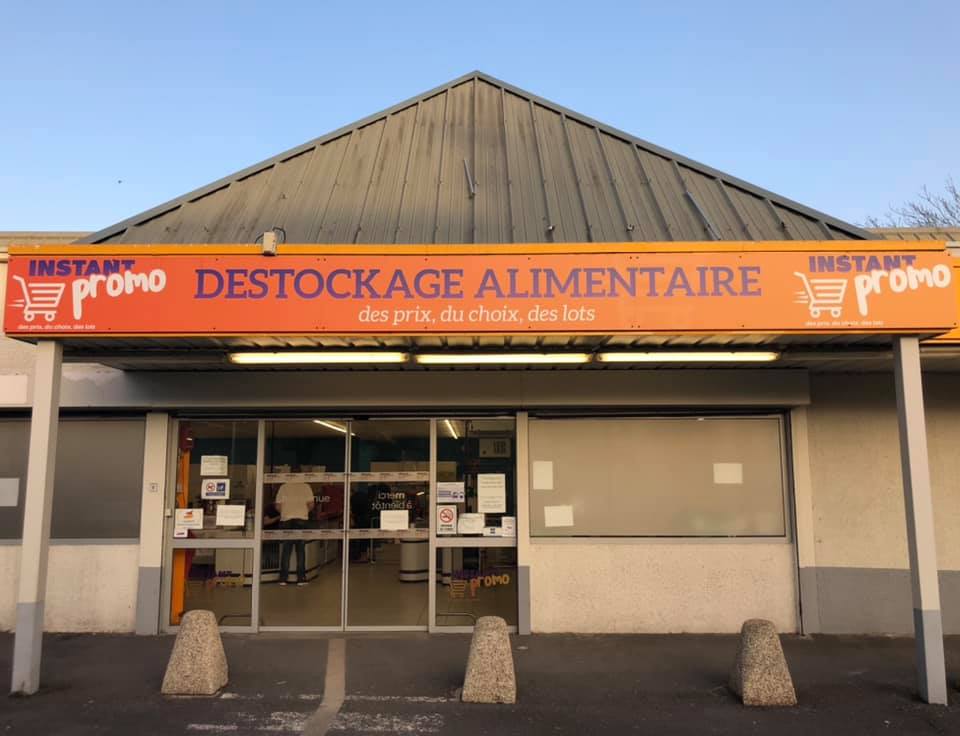 INSTANT
promo
des prix, du choix, des lots
DESTOCKAGE ALIMENTAIRE
des prix, du choix, des lots
INSTANT
promo
des prix, du choix, des lots
merci
à bientôt
promo